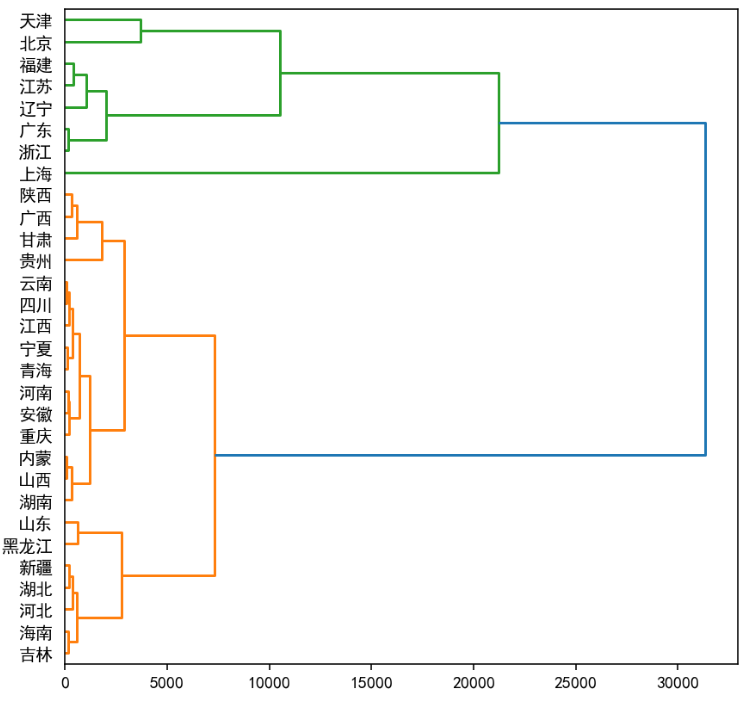 天津
北京
福建
江苏
辽宁
广东
浙江
上海
陕西
广西
甘肃
贵州
云南
四川
江西
宁夏
青海
河南
安徽
重庆
内蒙
山西
湖南
山东
黑龙江
新疆
湖北
河北
海南
吉林
0 5000 10000 15000 20000 25000 30000